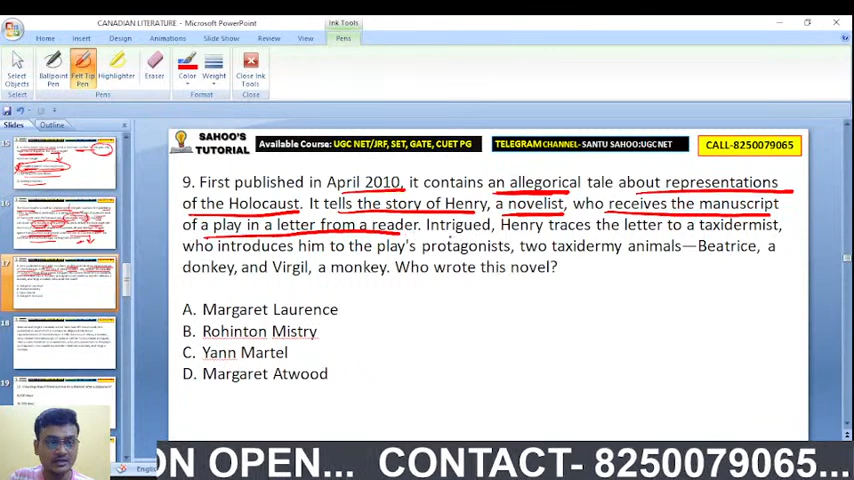 CANADIAN LITERATURE - Microsoft PowerPoint
Ink Tools
Home Insert Design Animations Slide Show Review View Pens
Select Objects
Ballpoint Pen
Felt Tip Pen
Highlighter
Eraser
Color
Weight
Close Ink Tools
Select
Pens
Format
Close
Slides Outline
15
16
17
18
19
SAHOO'S TUTORIAL
Available Course: UGC NET/JRF, SET, GATE, CUET PG
TELEGRAM CHANNEL- SANTU SAHOO:UGCNET
CALL-8250079065
9. First published in April 2010, it contains an allegorical tale about representations
of the Holocaust. It tells the story of Henry, a novelist, who receives the manuscript
of a play in a letter from a reader. Intrigued, Henry traces the letter to a taxidermist,
who introduces him to the play's protagonists, two taxidermy animals—Beatrice, a
donkey, and Virgil, a monkey. Who wrote this novel?
A. Margaret Laurence
B. Rohinton Mistry
C. Yann Martel
D. Margaret Atwood
ON OPEN... CONTACT- 8250079065...